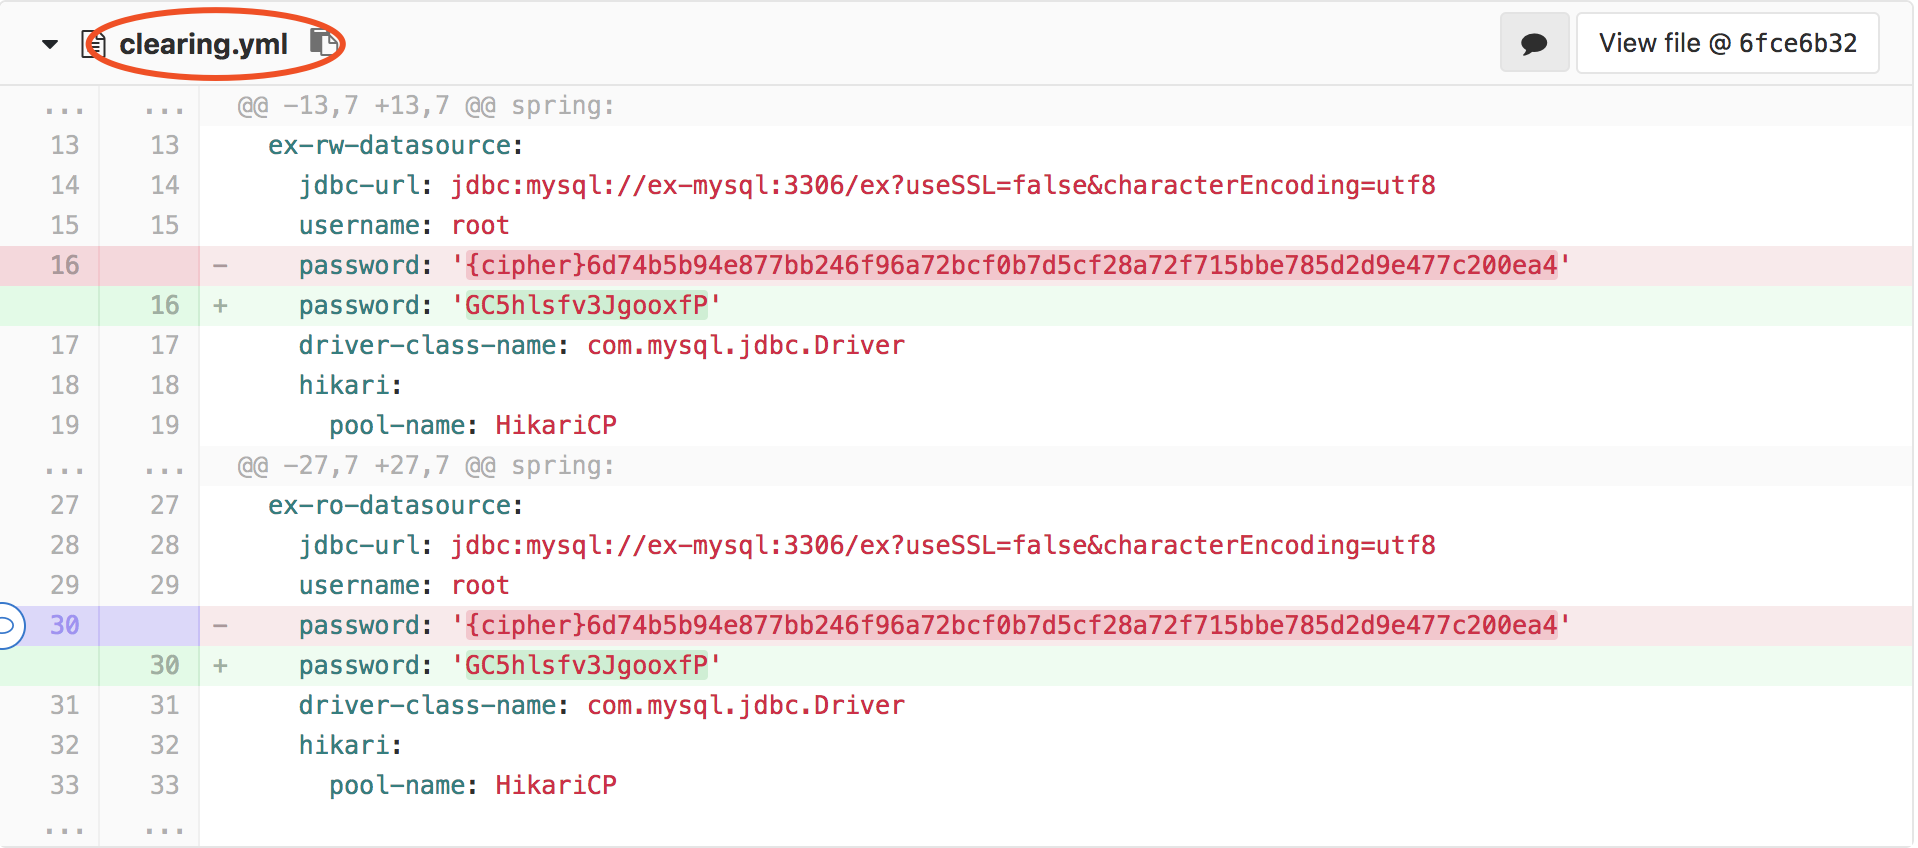 clearing.yml View file @ 6fce6b32
... ... @@ -13,7 +13,7 @@ spring:
13 13 ex-rw-datasource:
14 14 jdbc-url: jdbc:mysql://ex-mysql:3306/ex?useSSL=false&characterEncoding=utf8
15 15 username: root
16 - password: '{cipher}6d74b5b94e877bb246f96a72bcf0b7d5cf28a72f715bbe785d2d9e477c200ea4'
16 + password: 'GC5hlsfv3JgooxfP'
17 17 driver-class-name: com.mysql.jdbc.Driver
18 18 hikari:
19 19 pool-name: HikariCP
... ... @@ -27,7 +27,7 @@ spring:
27 27 ex-ro-datasource:
28 28 jdbc-url: jdbc:mysql://ex-mysql:3306/ex?useSSL=false&characterEncoding=utf8
29 29 username: root
30 - password: '{cipher}6d74b5b94e877bb246f96a72bcf0b7d5cf28a72f715bbe785d2d9e477c200ea4'
30 + password: 'GC5hlsfv3JgooxfP'
31 31 driver-class-name: com.mysql.jdbc.Driver
32 32 hikari:
33 33 pool-name: HikariCP
... ...